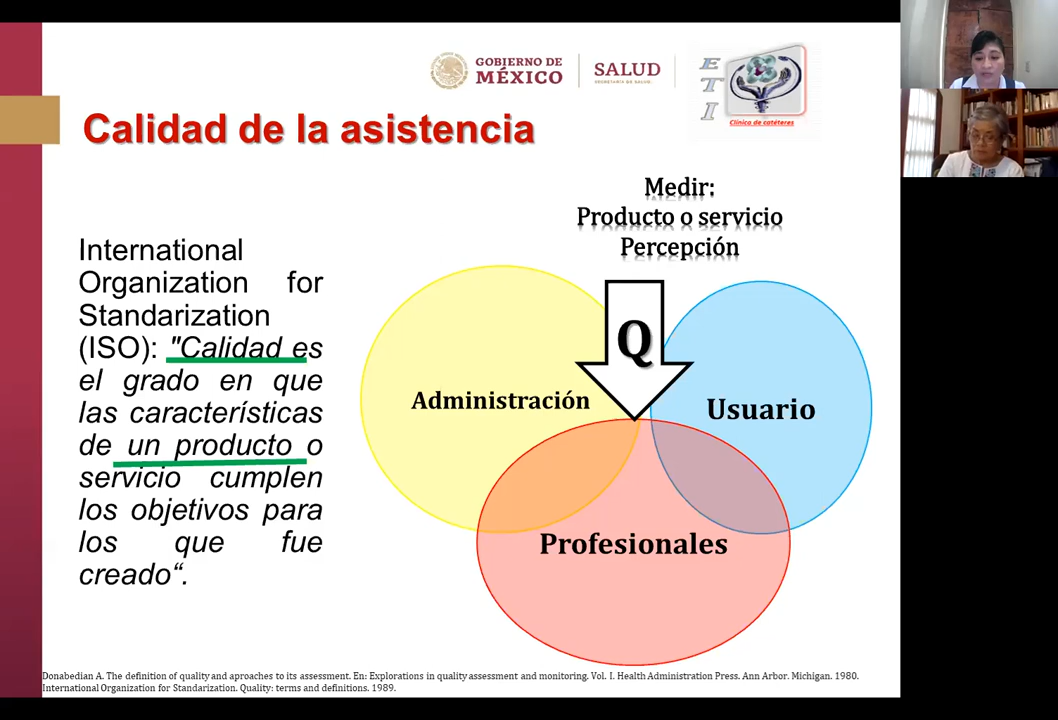 GOBIERNO DE
MÉXICO
SALUD
SECRETARÍA DE SALUD
ETI
Clínica de catéteres
Calidad de la asistencia
Medir:
Producto o servicio
Percepción
International
Organization for
Standarization
(ISO): "Calidad es
el grado en que
las características
de un producto o
servicio cumplen
los objetivos para
los que fue
creado“.
Q
Administración
Usuario
Profesionales
Donabedian A. The definition of quality and aproaches to its assessment. En: Explorations in quality assessment and monitoring. Vol. I. Health Administration Press. Ann Arbor. Michigan. 1980.
International Organization for Standarization. Quality: terms and definitions. 1989.